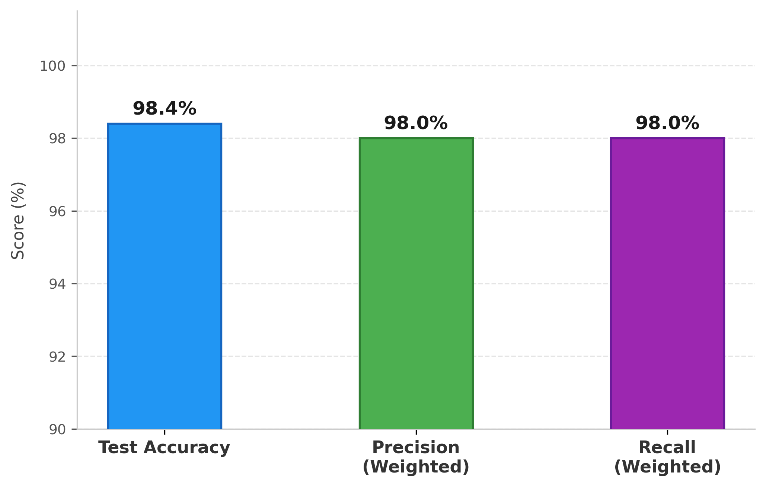 100
98
96
94
92
90
Score (%)
98.4%
98.0%
98.0%
Test Accuracy
Precision
(Weighted)
Recall
(Weighted)